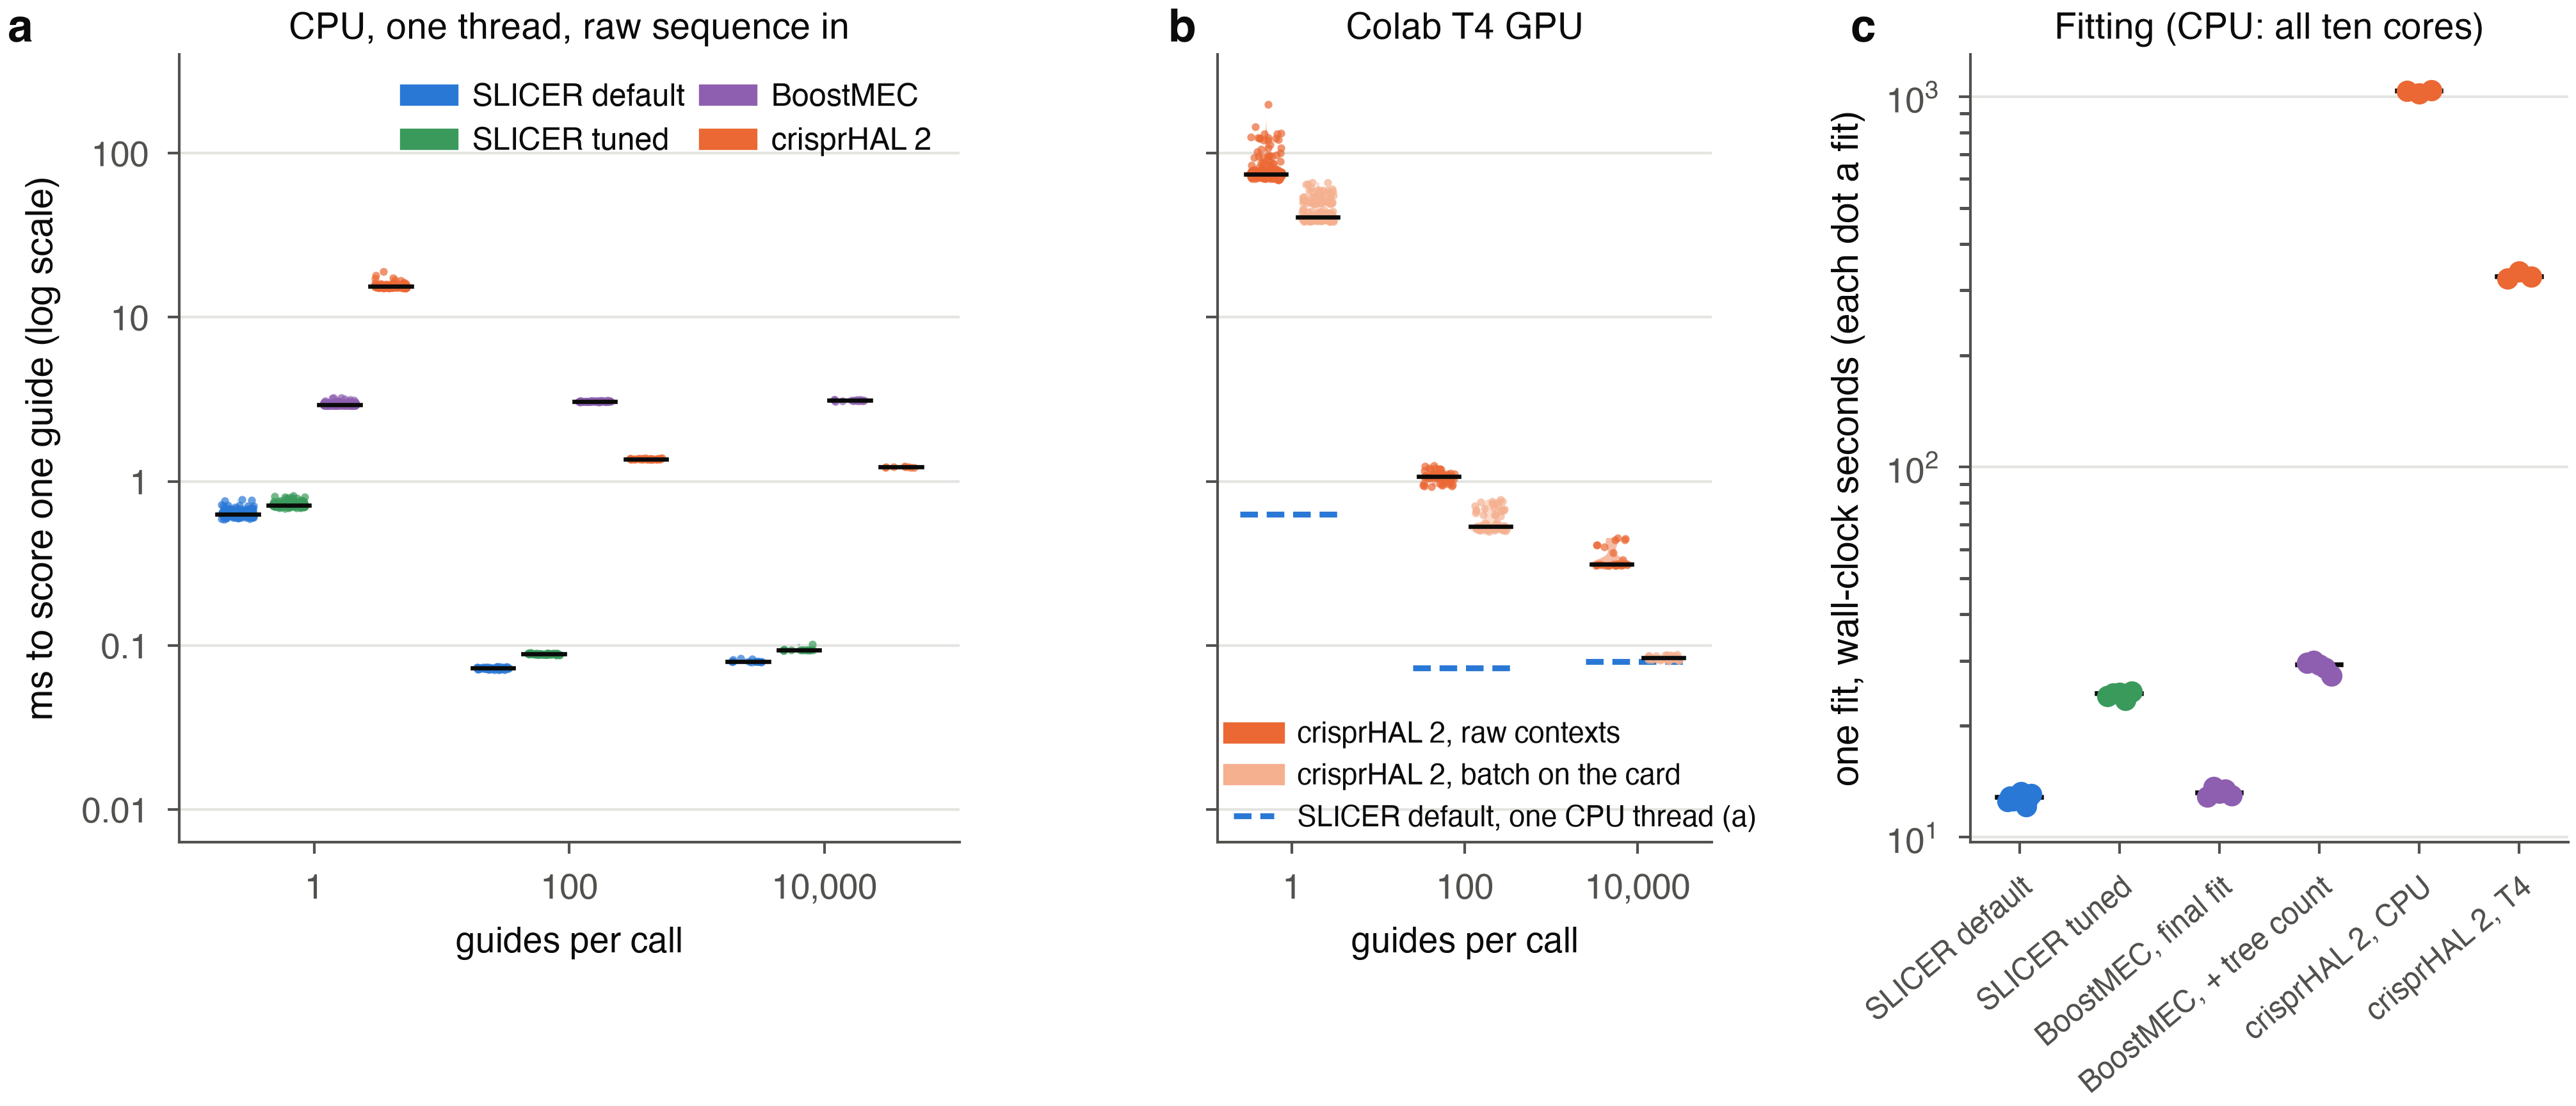 a
CPU, one thread, raw sequence in
SLICER default
BoostMEC
SLICER tuned
crisprHAL 2
ms to score one guide (log scale)
100
10
1
0.1
0.01
1
100
10,000
guides per call
b
Colab T4 GPU
crisprHAL 2, raw contexts
crisprHAL 2, batch on the card
SLICER default, one CPU thread (a)
1
100
10,000
guides per call
c
Fitting (CPU: all ten cores)
one fit, wall-clock seconds (each dot a fit)
10³
10²
10¹
SLICER default
SLICER tuned
BoostMEC, final fit
BoostMEC, + tree count
crisprHAL 2, CPU
crisprHAL 2, T4